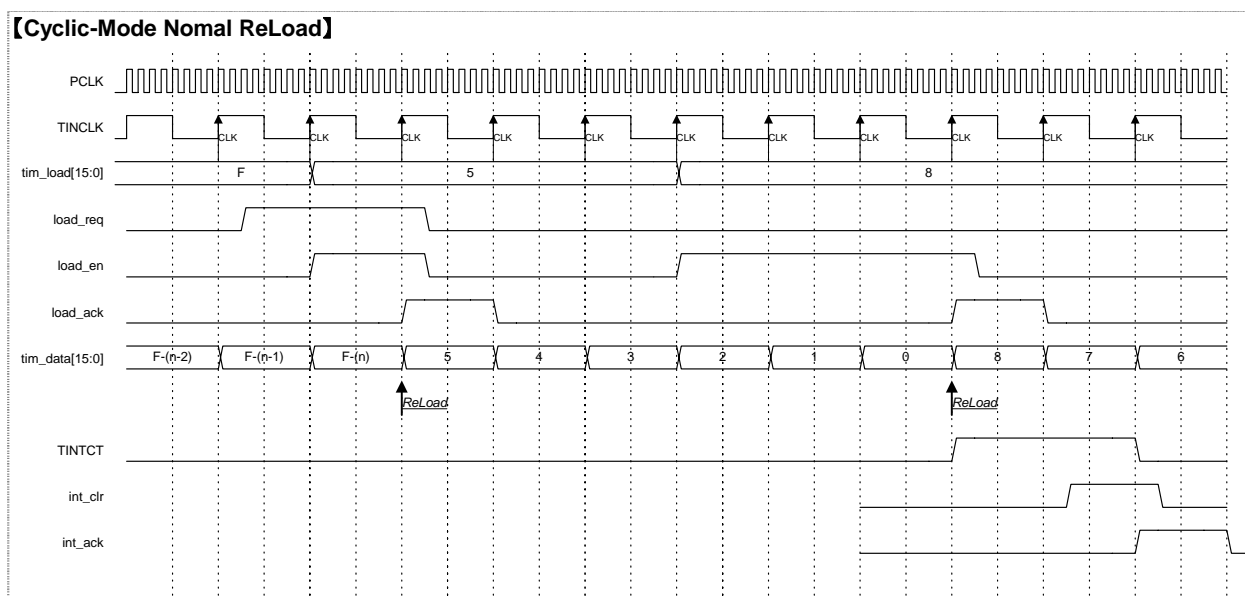 【Cyclic-Mode Nomal ReLoad】
PCLK
TINCLK
CLK CLK CLK CLK CLK CLK CLK CLK CLK CLK CLK
tim_load[15:0] F 5 8
load_req
load_en
load_ack
tim_data[15:0] F-(n-2) F-(n-1) F-(n) 5 4 3 2 1 0 8 7 6
ReLoad ReLoad
TINTCT
int_clr
int_ack